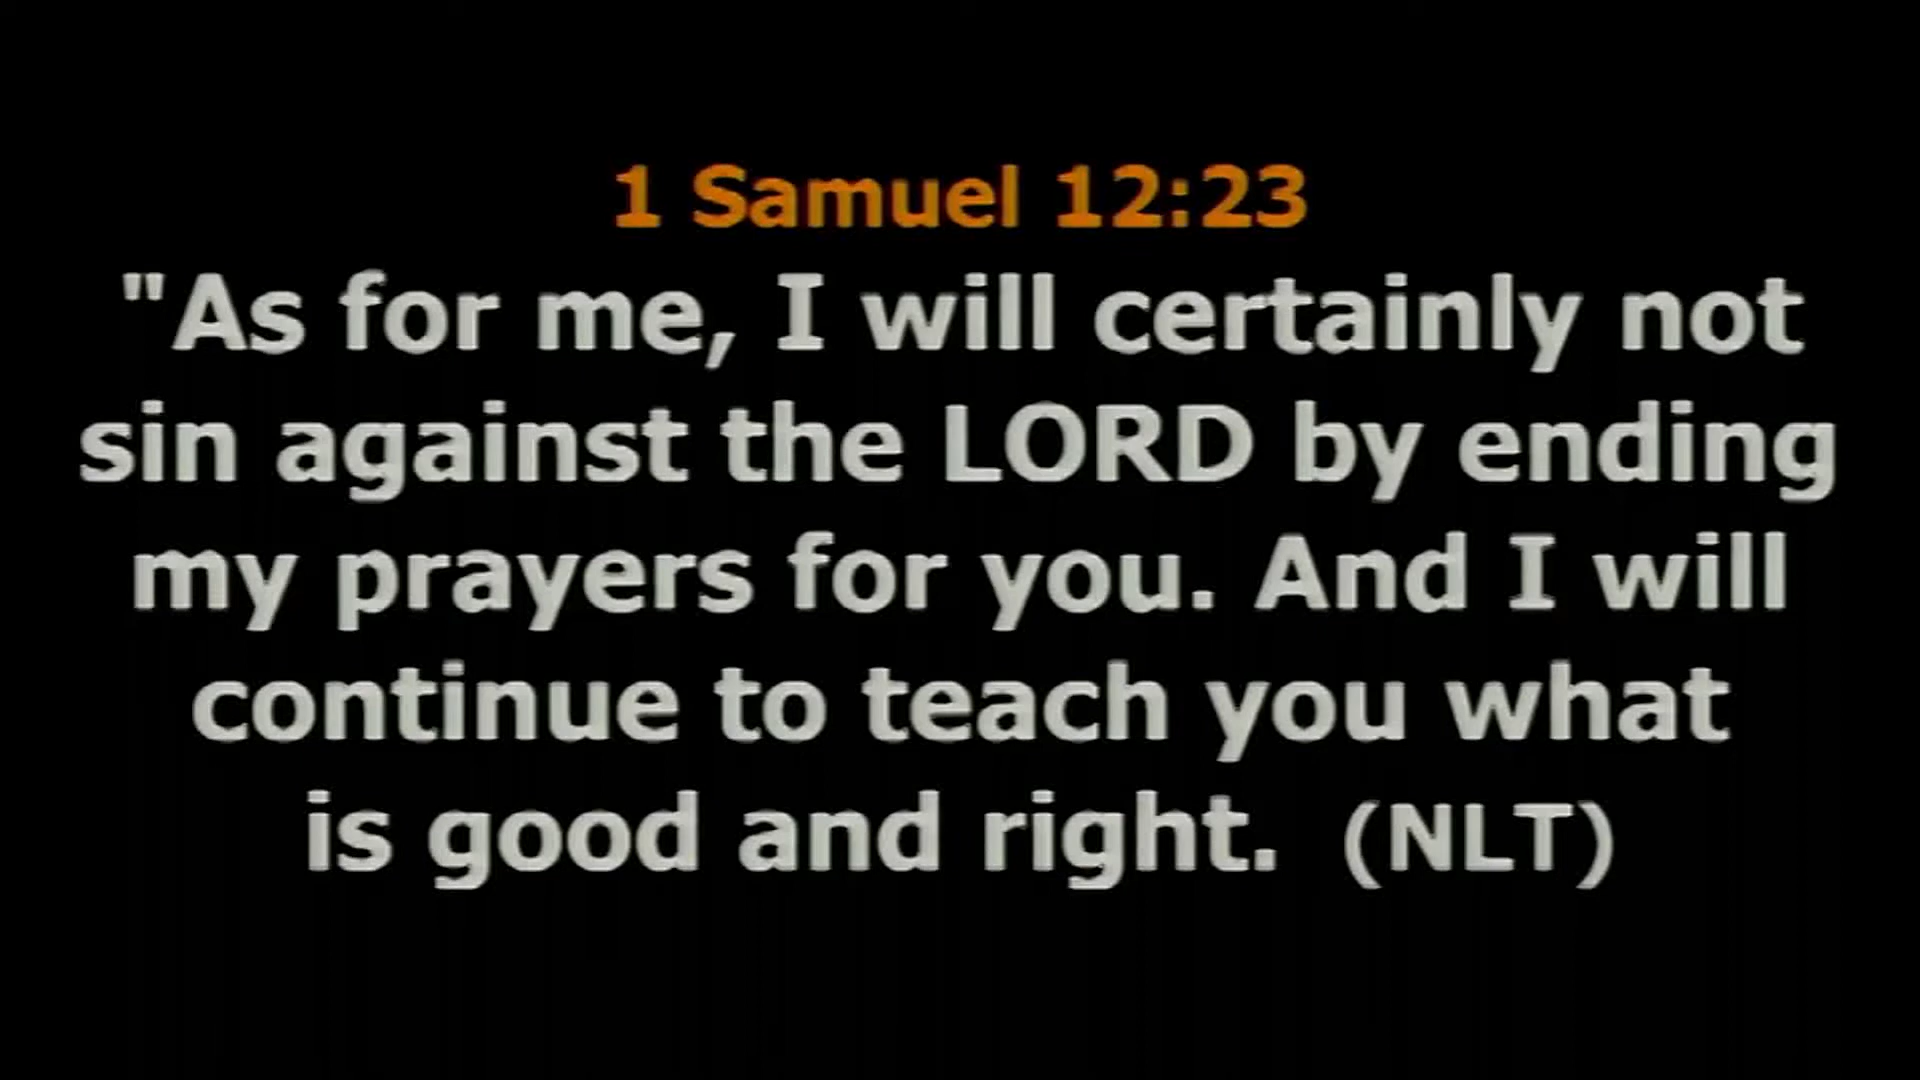 1 Samuel 12:23
"As for me, I will certainly not
sin against the LORD by ending
my prayers for you. And I will
continue to teach you what
is good and right.  (NLT)